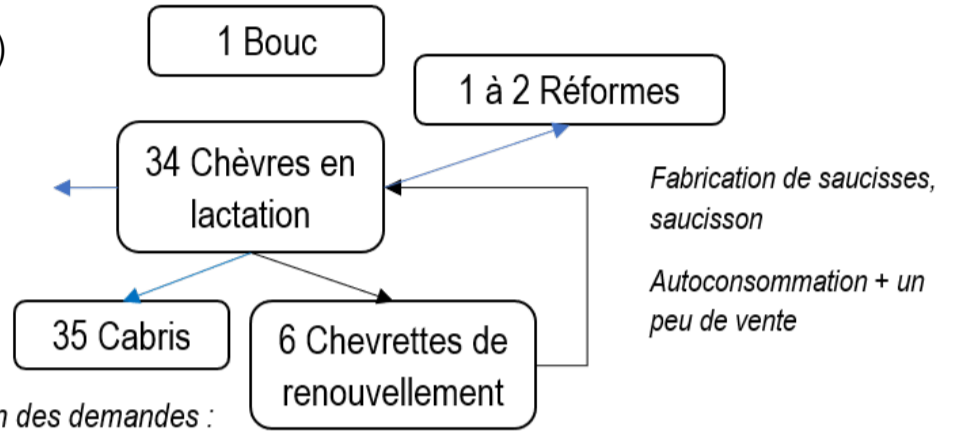 )
1 Bouc
1 à 2 Réformes
34 Chèvres en
lactation
Fabrication de saucisses,
saucisson
Autoconsommation + un
peu de vente
35 Cabris
6 Chevrettes de
renouvellement
des demandes :